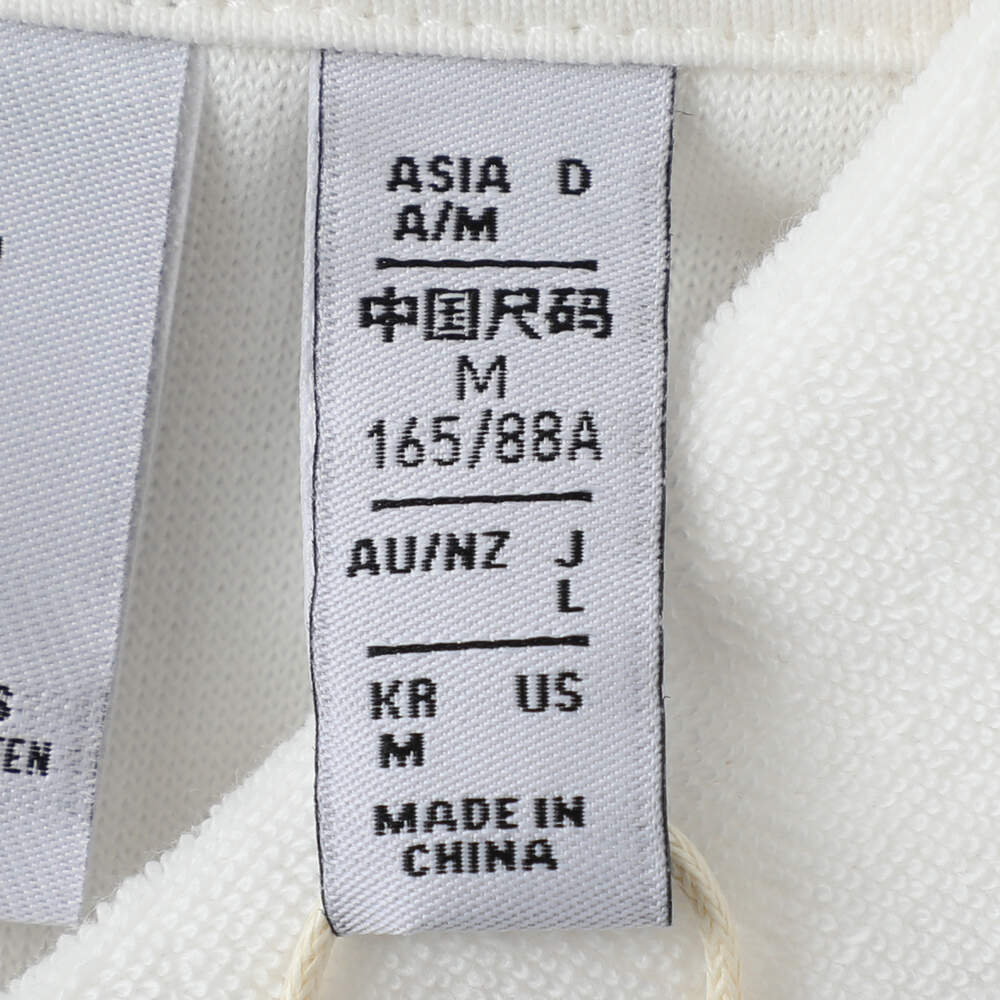 ASIA D
A/M
中国尺码
M
165/88A
AU/NZ J
L
KR US
M
MADE IN
CHINA